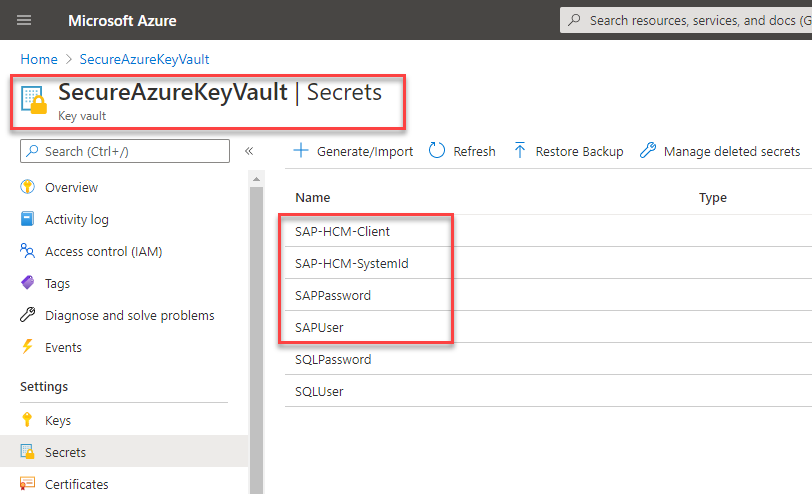 Microsoft Azure
Search resources, services, and docs (G
Home > SecureAzureKeyVault
SecureAzureKeyVault | Secrets
Key vault
Search (Ctrl+/)
«
Generate/Import
Refresh
Restore Backup
Manage deleted secrets
Overview
Activity log
Access control (IAM)
Tags
Diagnose and solve problems
Events
Settings
Keys
Secrets
Certificates
Name
Type
SAP-HCM-Client
SAP-HCM-SystemId
SAPPassword
SAPUser
SQLPassword
SQLUser